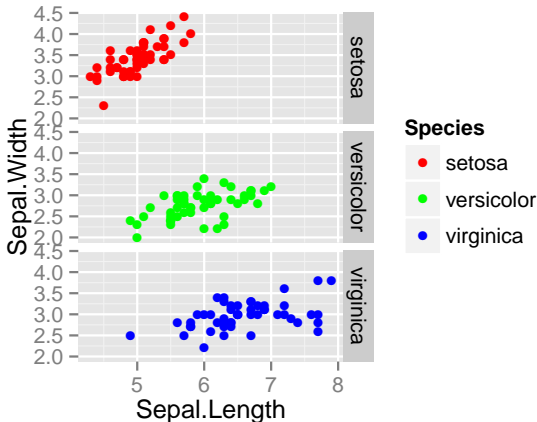 4.5
4.0
3.5
3.0
2.5
2.0
setosa
4.5
4.0
3.5
3.0
2.5
2.0
versicolor
4.5
4.0
3.5
3.0
2.5
2.0
virginica
Sepal.Width
5 6 7 8
Sepal.Length
Species
setosa
versicolor
virginica